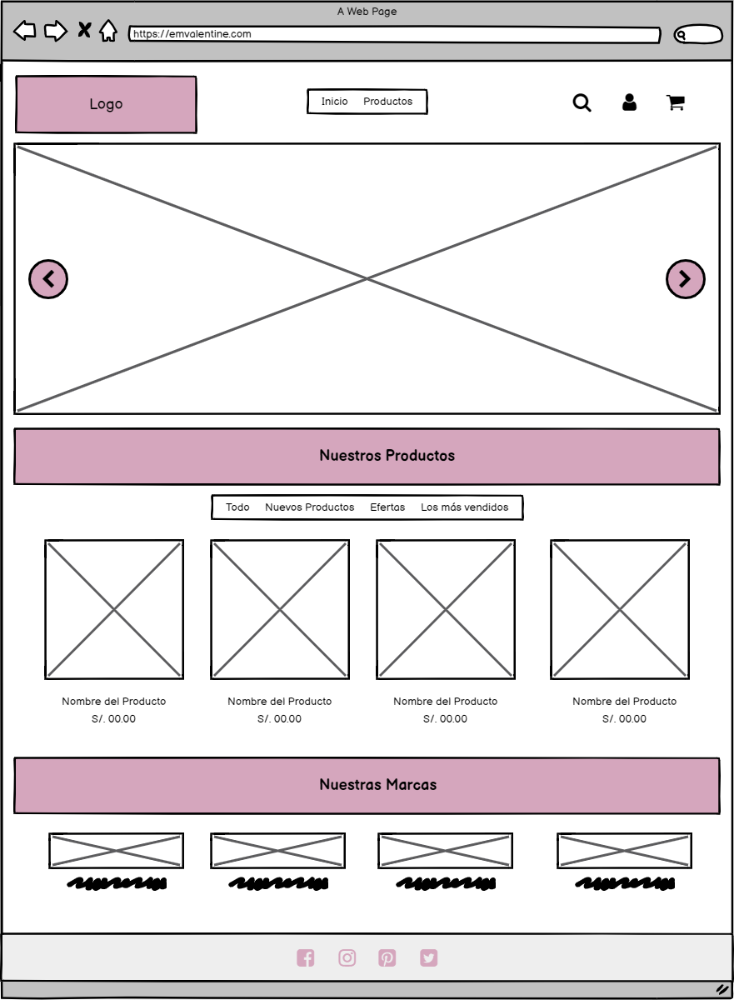 A Web Page
https://emvalentine.com
Logo
Inicio Productos
Nuestros Productos
Todo Nuevos Productos Efertas Los más vendidos
Nombre del Producto Nombre del Producto Nombre del Producto Nombre del Producto
S/. 00.00 S/. 00.00 S/. 00.00 S/. 00.00
Nuestras Marcas